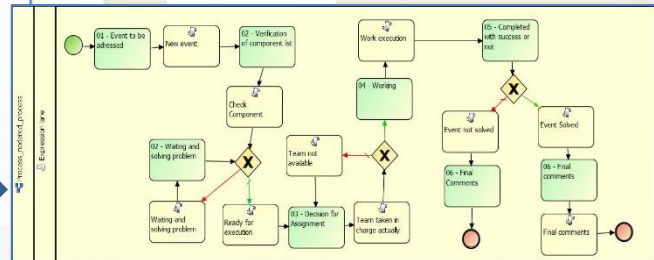 Process_modeled_process
Expression lane
01 - Event to be
adressed
New event
02 - Verification
of component list
Check
Component
02 - Waiting and
solving problem
Waiting and
solving problem
X
Ready for
execution
03 - Decision for
Assignment
Team not
available
Team taken in
charge actually
X
04 - Working
Work execution
05 - Completed
with success or
not
X
Event not solved
Event Solved
06 - Final
Comments
06 - Final
comments
Final comments